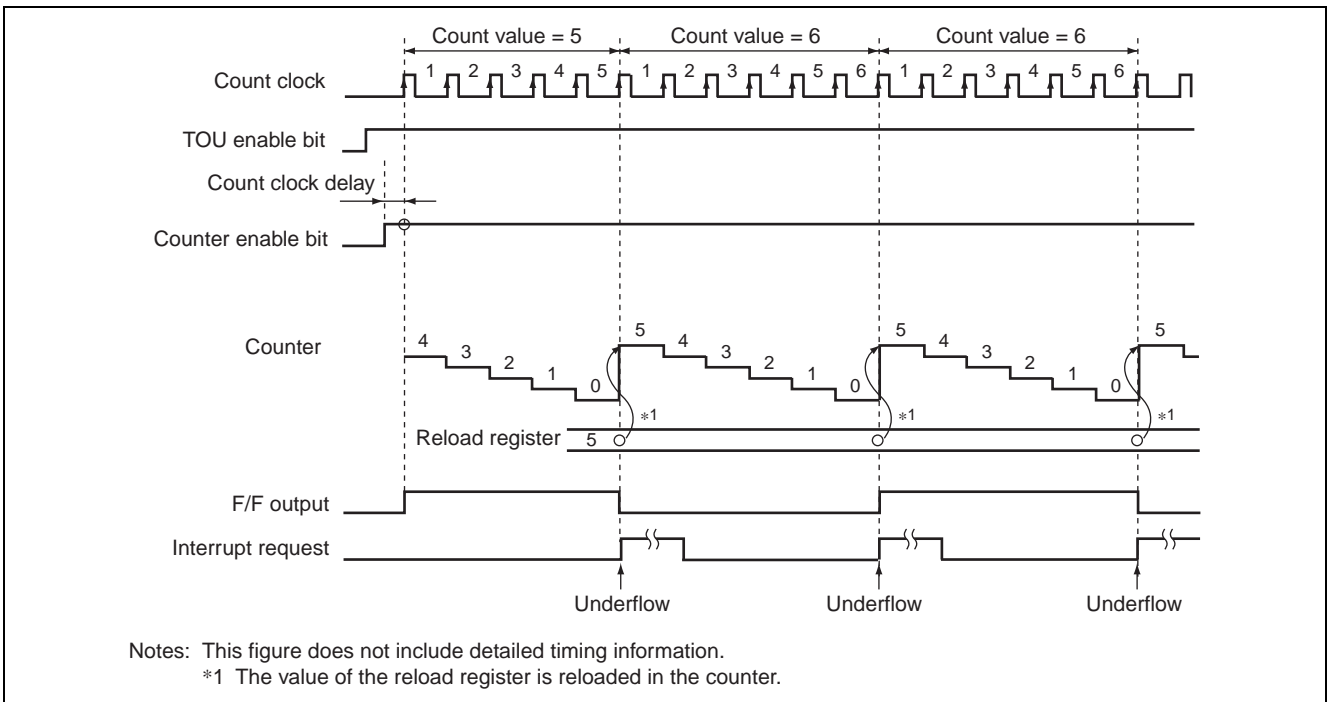 Count value = 5 Count value = 6 Count value = 6
Count clock 1 2 3 4 5 1 2 3 4 5 6 1 2 3 4 5 6
TOU enable bit
Count clock delay
Counter enable bit
Counter 4 3 2 1 0 5 4 3 2 1 0 5 4 3 2 1 0 5
*1 *1 *1
Reload register 5
F/F output
Interrupt request
Underflow Underflow Underflow
Notes: This figure does not include detailed timing information.
*1 The value of the reload register is reloaded in the counter.